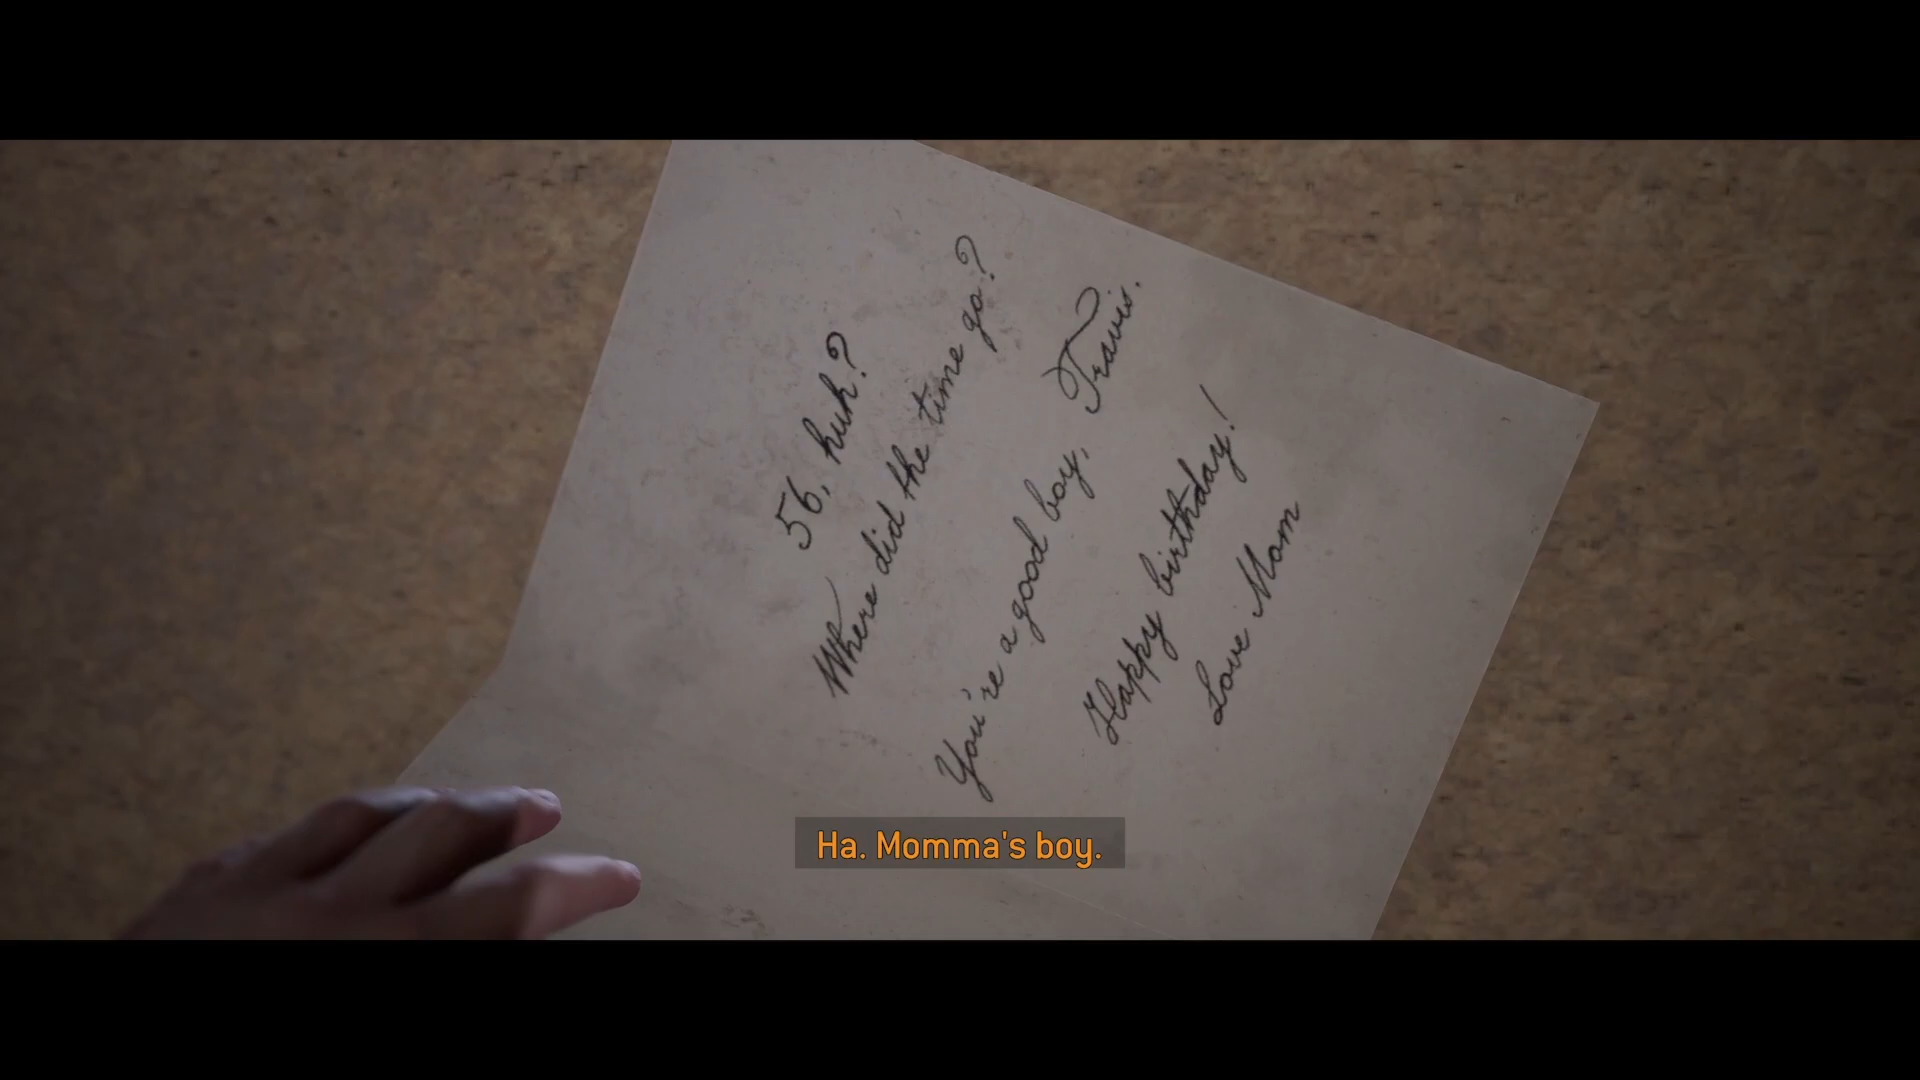 56, huh?
Where did the time go?
You're a good boy, Travis.
Happy birthday!
Love Mom
Ha. Momma's boy.